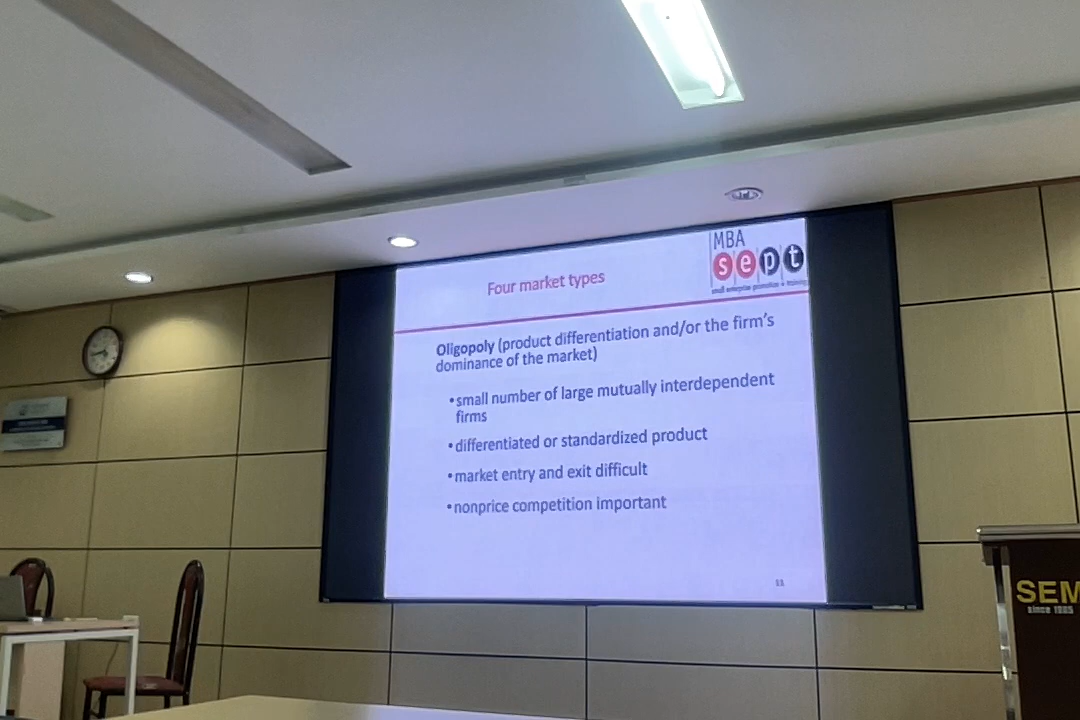 MBA
sept
small enterprise promotion + training
Four market types
Oligopoly (product differentiation and/or the firm's
dominance of the market)
•small number of large mutually interdependent
firms
•differentiated or standardized product
•market entry and exit difficult
•nonprice competition important
11
SEM
since 1995